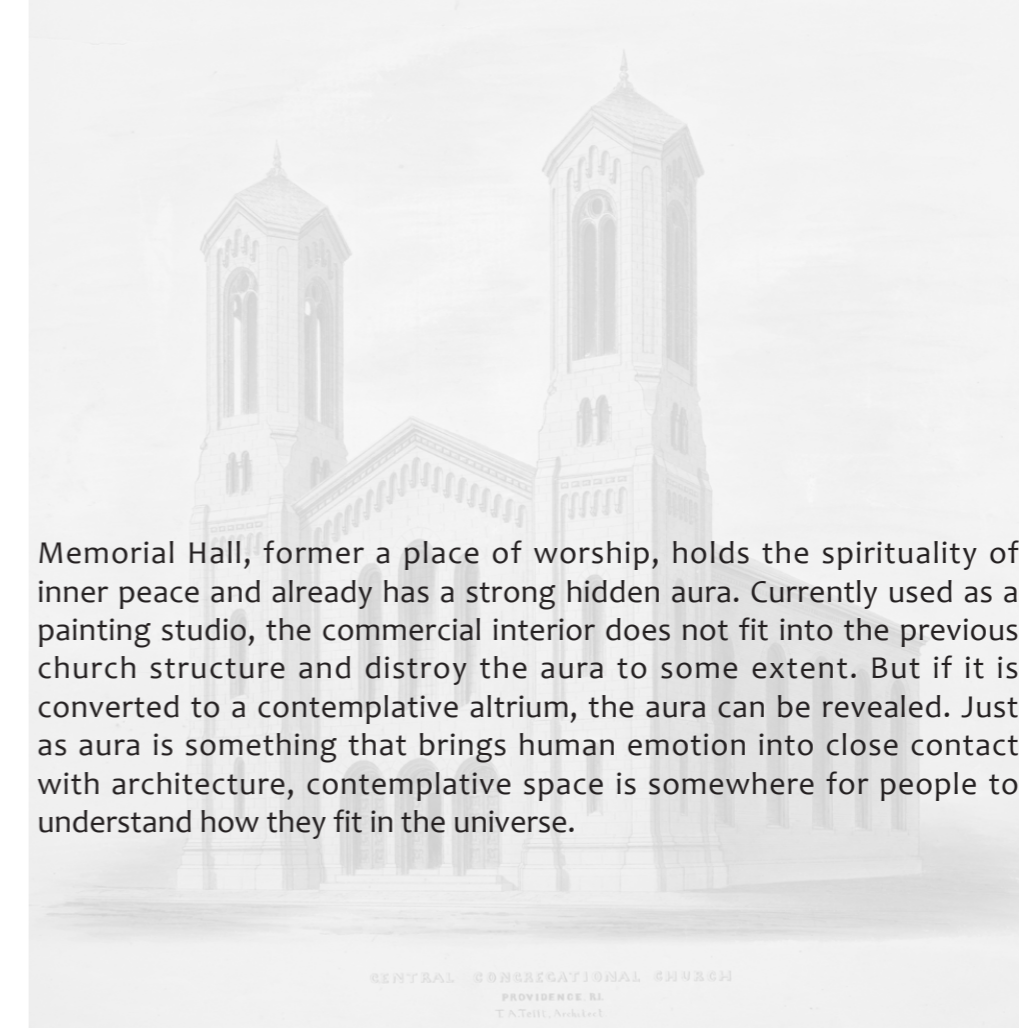 Memorial Hall, former a place of worship, holds the spirituality of
inner peace and already has a strong hidden aura. Currently used as a
painting studio, the commercial interior does not fit into the previous
church structure and distroy the aura to some extent. But if it is
converted to a contemplative altrium, the aura can be revealed. Just
as aura is something that brings human emotion into close contact
with architecture, contemplative space is somewhere for people to
understand how they fit in the universe.
CENTRAL CONGREGATIONAL CHURCH
PROVIDENCE, R.I.
T. A. Tefft, Architect